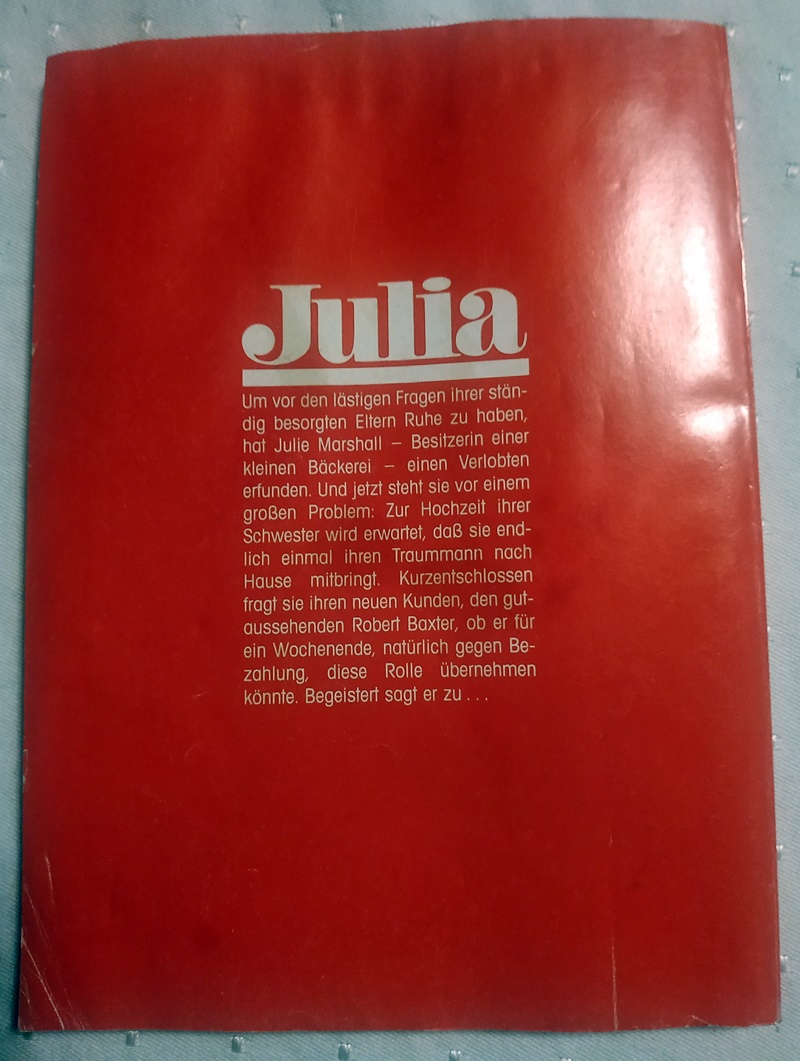 Julia
Um vor den lästigen Fragen ihrer stän-
dig besorgten Eltern Ruhe zu haben,
hat Julie Marshall – Besitzerin einer
kleinen Bäckerei – einen Verlobten
erfunden. Und jetzt steht sie vor einem
großen Problem: Zur Hochzeit ihrer
Schwester wird erwartet, daß sie end-
lich einmal ihren Traummann nach
Hause mitbringt. Kurzentschlossen
fragt sie ihren neuen Kunden, den gut-
aussehenden Robert Baxter, ob er für
ein Wochenende, natürlich gegen Be-
zahlung, diese Rolle übernehmen
könnte. Begeistert sagt er zu . . .